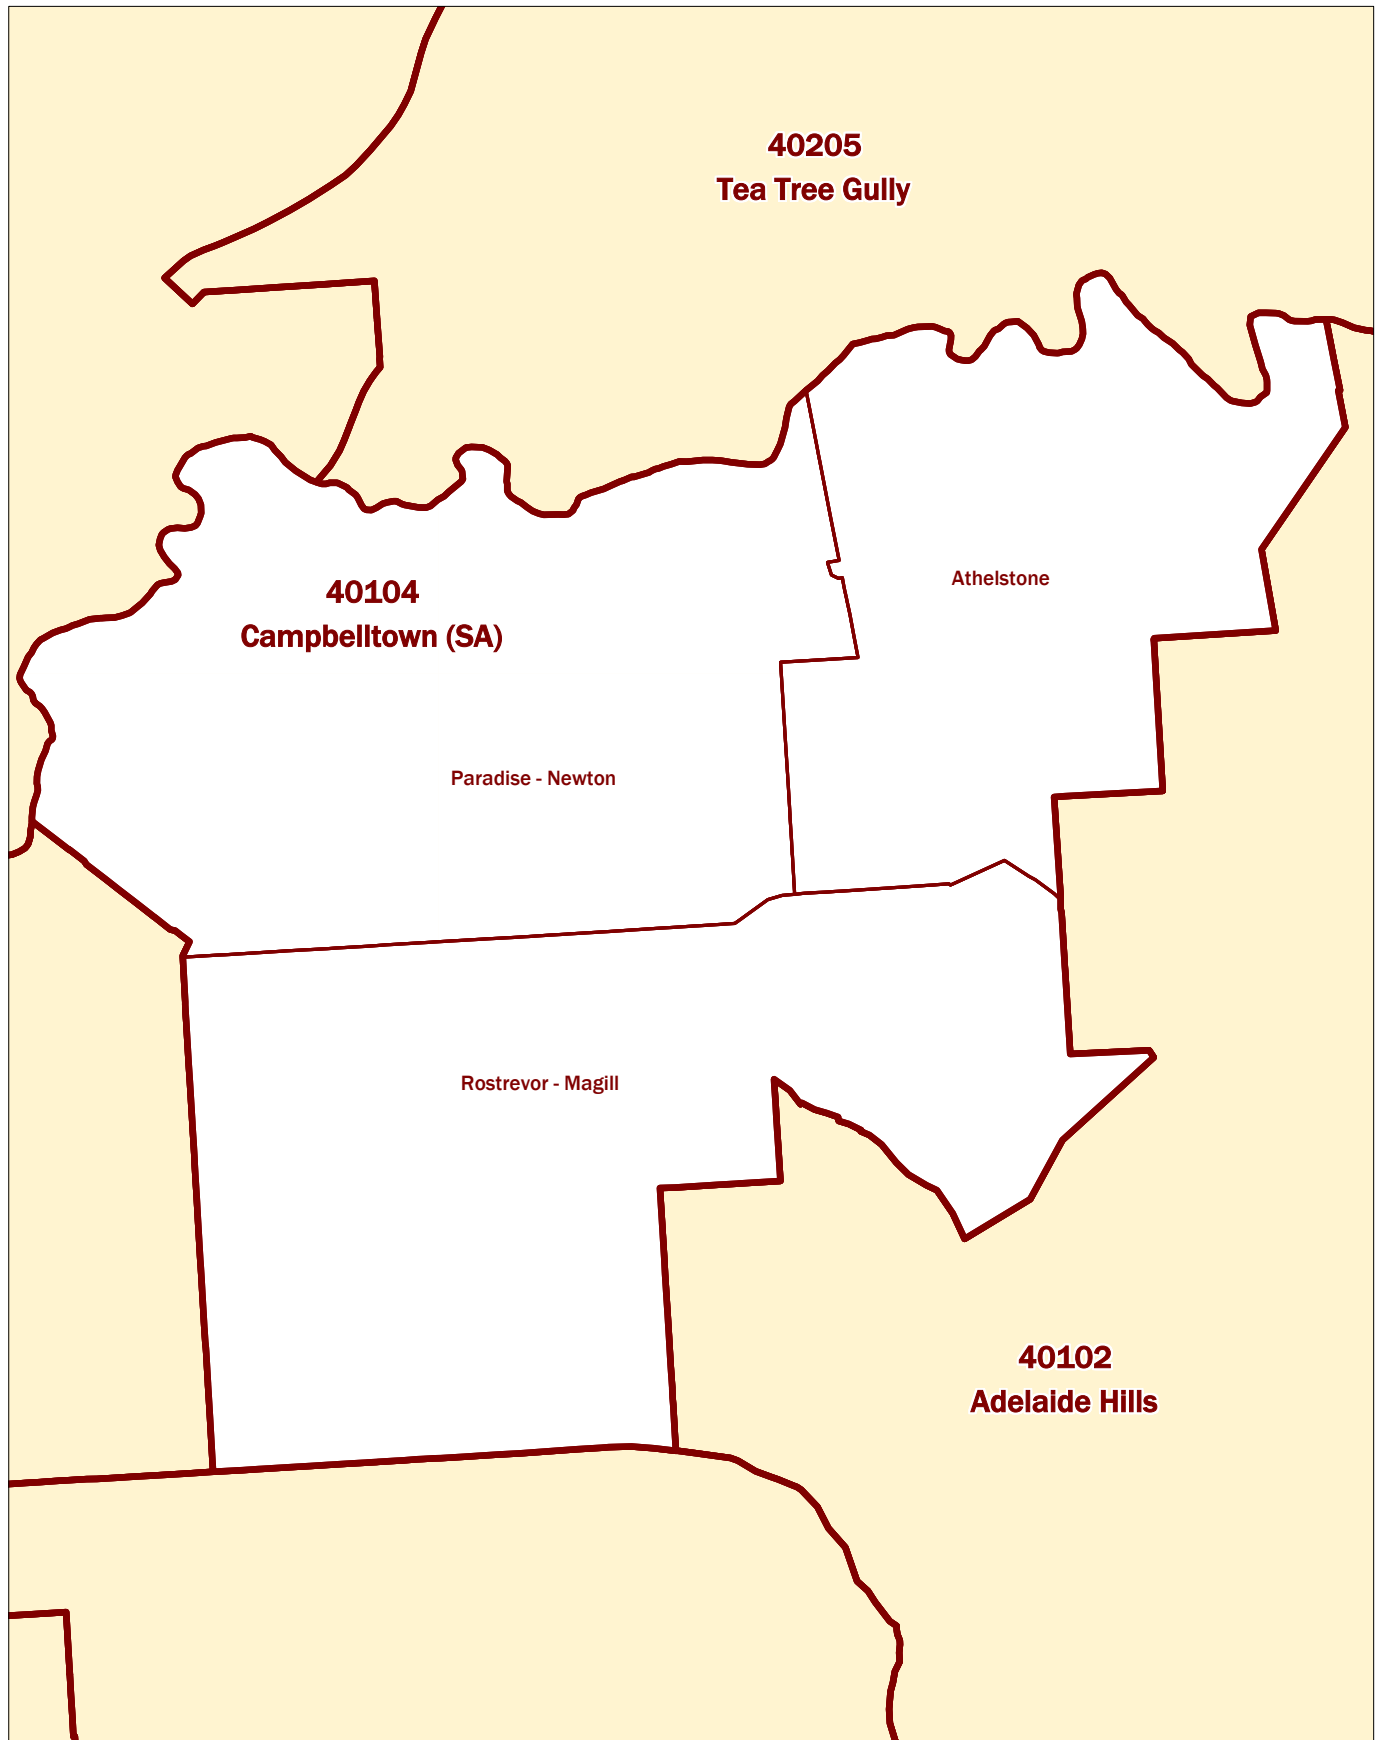 40205
Tea Tree Gully
40104
Campbelltown (SA)
Athelstone
Paradise - Newton
Rostrevor - Magill
40102
Adelaide Hills